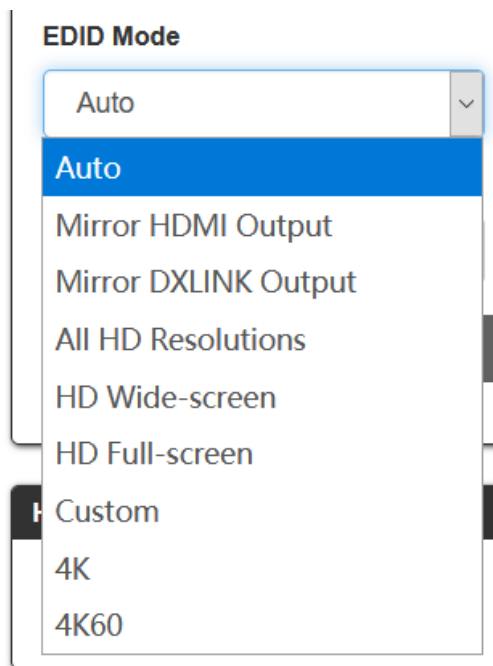 EDID Mode
Auto
Auto
Mirror HDMI Output
Mirror DXLINK Output
All HD Resolutions
HD Wide-screen
HD Full-screen
Custom
4K
4K60